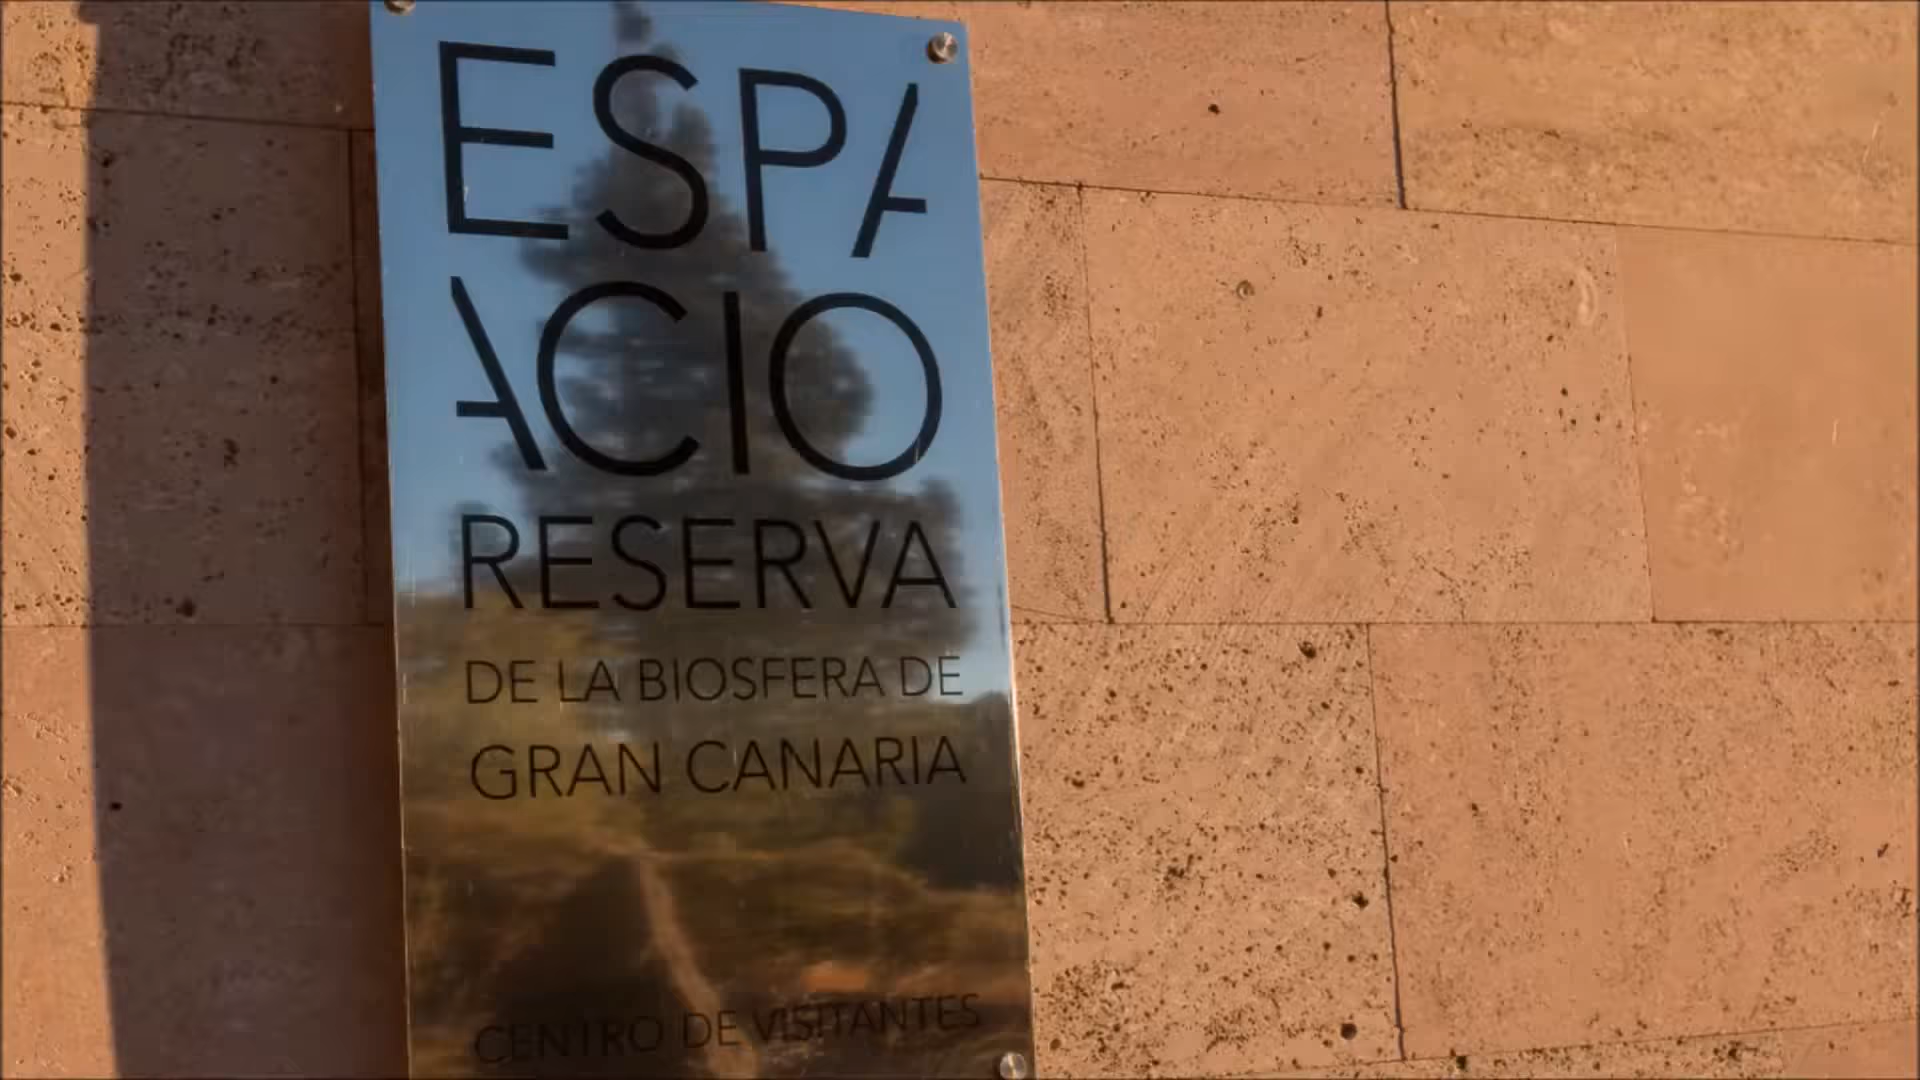 ESPA
ACIO
RESERVA
DE LA BIOSFERA DE
GRAN CANARIA
CENTRO DE VISITANTES